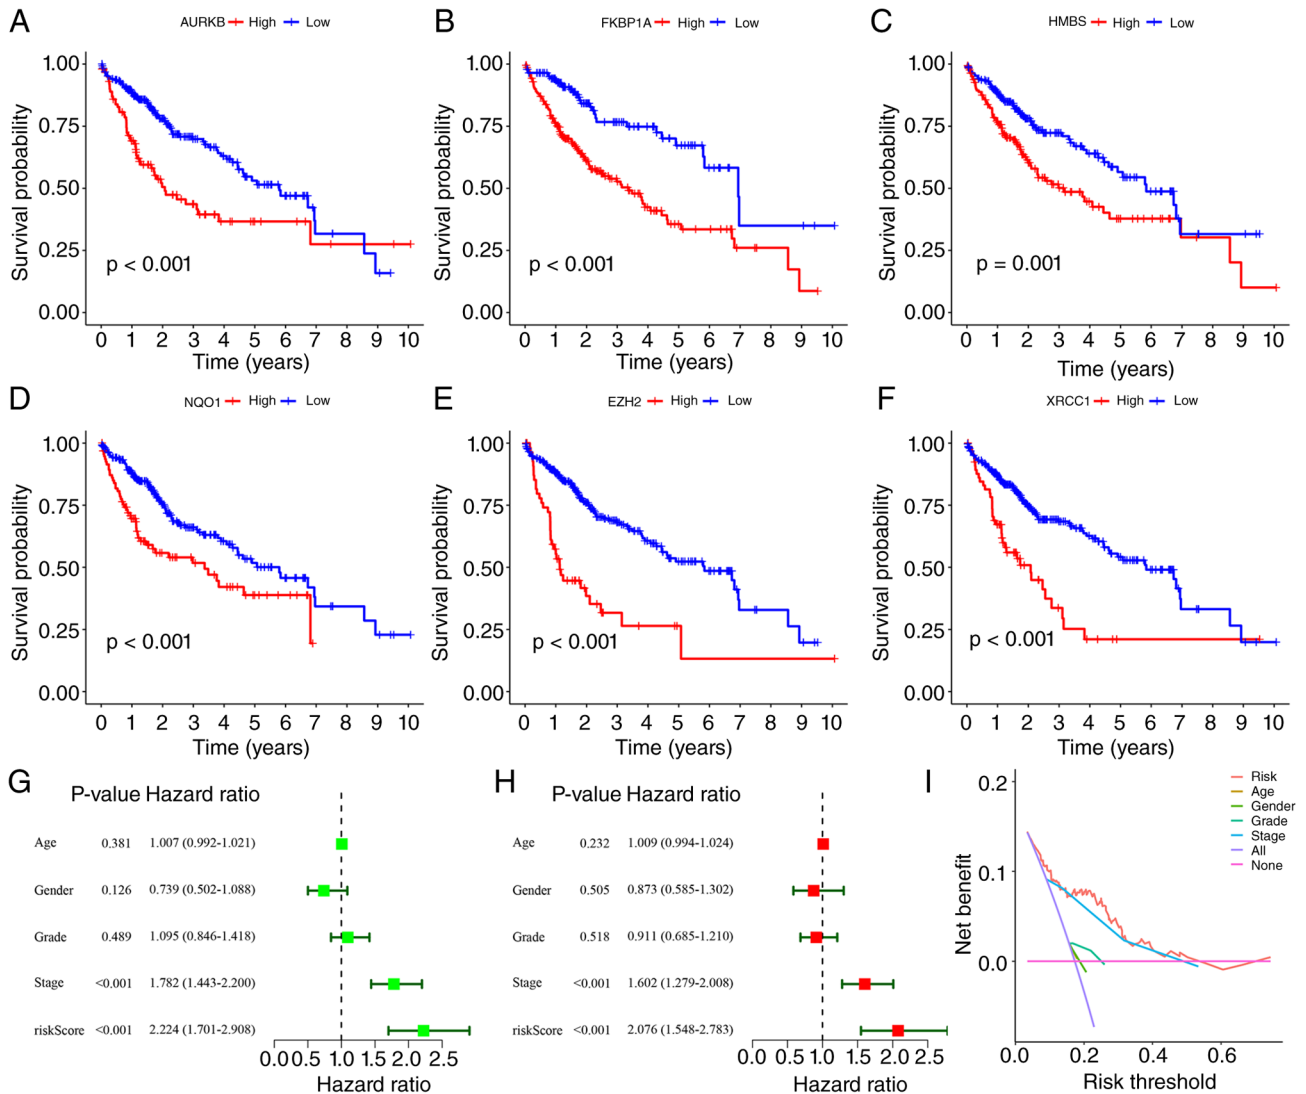 A
AURKB High Low
Survival probability
1.00
0.75
0.50
0.25
0.00
p < 0.001
0 1 2 3 4 5 6 7 8 9 10
Time (years)
B
FKBP1A High Low
Survival probability
1.00
0.75
0.50
0.25
0.00
p < 0.001
0 1 2 3 4 5 6 7 8 9 10
Time (years)
C
HMBS High Low
Survival probability
1.00
0.75
0.50
0.25
0.00
p = 0.001
0 1 2 3 4 5 6 7 8 9 10
Time (years)
D
NQO1 High Low
Survival probability
1.00
0.75
0.50
0.25
0.00
p < 0.001
0 1 2 3 4 5 6 7 8 9 10
Time (years)
E
EZH2 High Low
Survival probability
1.00
0.75
0.50
0.25
0.00
p < 0.001
0 1 2 3 4 5 6 7 8 9 10
Time (years)
F
XRCC1 High Low
Survival probability
1.00
0.75
0.50
0.25
0.00
p < 0.001
0 1 2 3 4 5 6 7 8 9 10
Time (years)
G
P-value Hazard ratio
Age 0.381 1.007 (0.992-1.021)
Gender 0.126 0.739 (0.502-1.088)
Grade 0.489 1.095 (0.846-1.418)
Stage <0.001 1.782 (1.443-2.200)
riskScore <0.001 2.224 (1.701-2.908)
0.0 0.5 1.0 1.5 2.0 2.5
Hazard ratio
H
P-value Hazard ratio
Age 0.232 1.009 (0.994-1.024)
Gender 0.505 0.873 (0.585-1.302)
Grade 0.518 0.911 (0.685-1.210)
Stage <0.001 1.602 (1.279-2.008)
riskScore <0.001 2.076 (1.548-2.783)
0.0 0.5 1.0 1.5 2.0 2.5
Hazard ratio
I
Net benefit
0.2
0.1
0.0
Risk
Age
Gender
Grade
Stage
All
None
0.0 0.2 0.4 0.6
Risk threshold